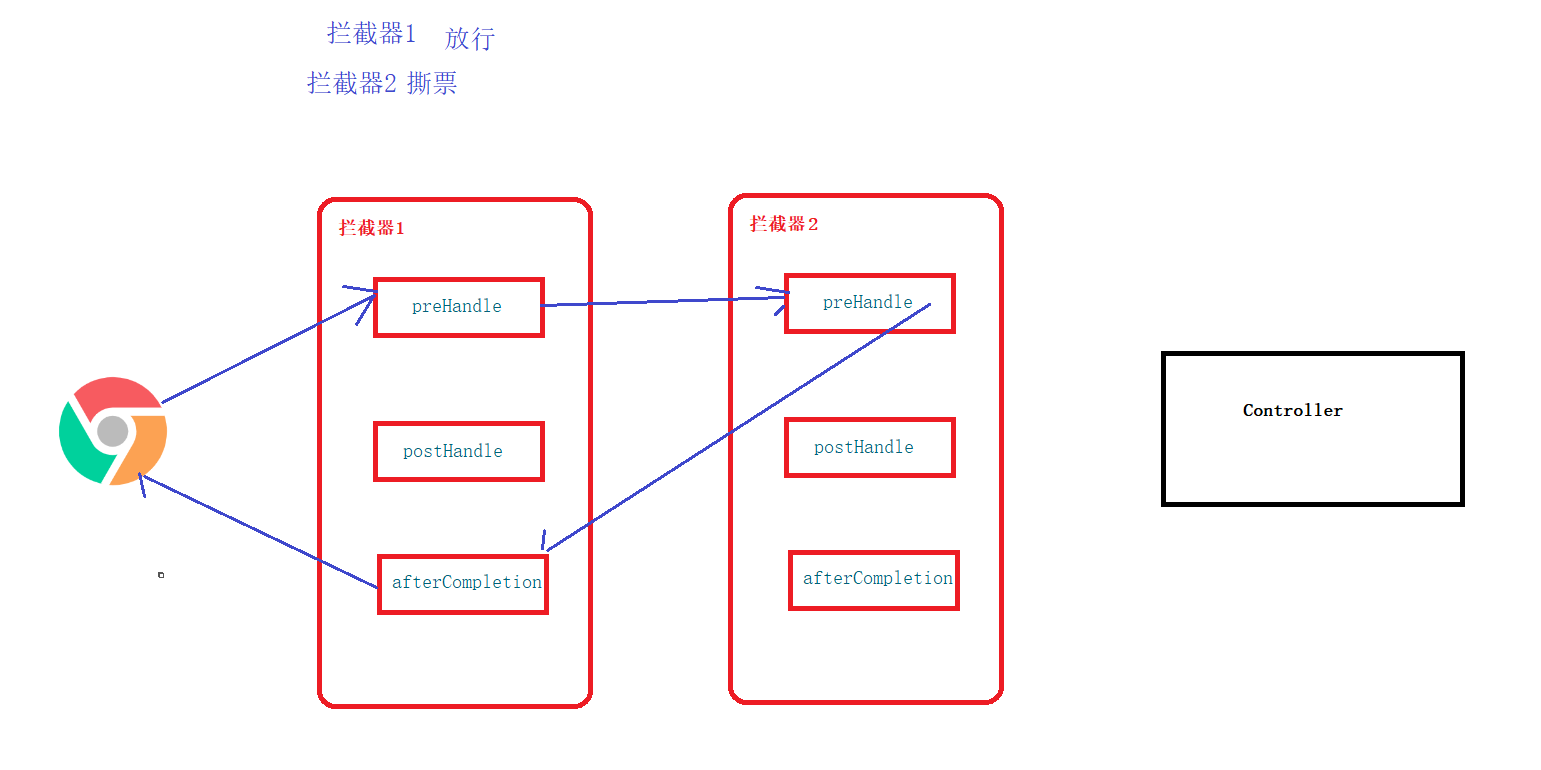 拦截器1 放行
拦截器2 撕票
拦截器1
拦截器2
preHandle
preHandle
Controller
postHandle
postHandle
afterCompletion
afterCompletion